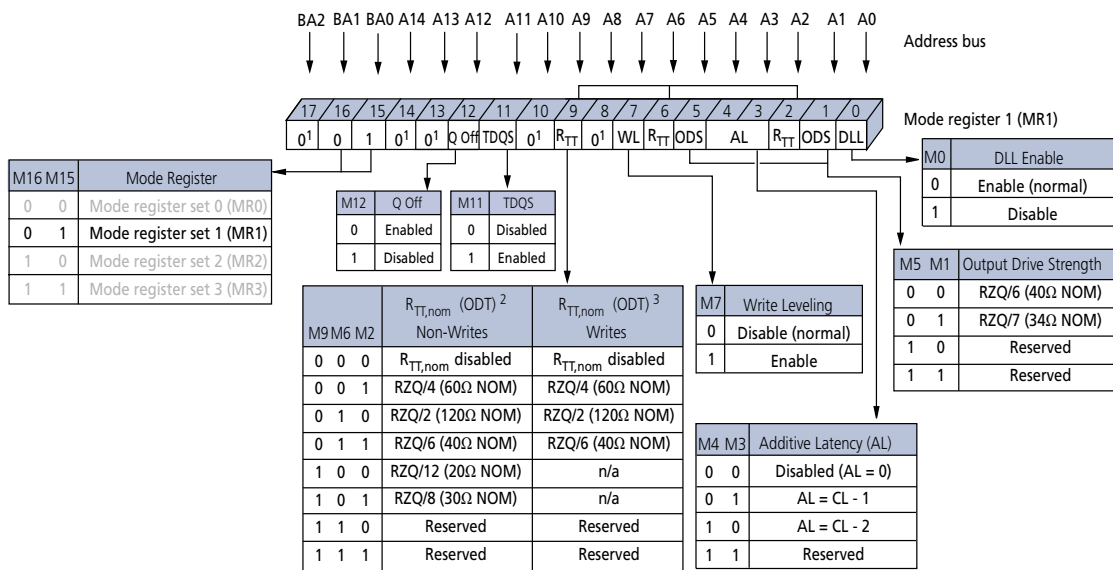 BA2 BA1 BA0 A14 A13 A12 A11 A10 A9 A8 A7 A6 A5 A4 A3 A2 A1 A0
Address bus
17 16 15 14 13 12 11 10 9 8 7 6 5 4 3 2 1 0
0¹ 0 1 0¹ 0¹ Q Off TDQS 0¹ RTT 0¹ WL RTT ODS AL RTT ODS DLL
Mode register 1 (MR1)
M16 M15 Mode Register
0 0 Mode register set 0 (MR0)
0 1 Mode register set 1 (MR1)
1 0 Mode register set 2 (MR2)
1 1 Mode register set 3 (MR3)
M12 Q Off
0 Enabled
1 Disabled
M11 TDQS
0 Disabled
1 Enabled
M0 DLL Enable
0 Enable (normal)
1 Disable
M5 M1 Output Drive Strength
0 0 RZQ/6 (40Ω NOM)
0 1 RZQ/7 (34Ω NOM)
1 0 Reserved
1 1 Reserved
M9 M6 M2 RTT,nom (ODT) ² Non-Writes RTT,nom (ODT) ³ Writes
0 0 0 RTT,nom disabled RTT,nom disabled
0 0 1 RZQ/4 (60Ω NOM) RZQ/4 (60Ω NOM)
0 1 0 RZQ/2 (120Ω NOM) RZQ/2 (120Ω NOM)
0 1 1 RZQ/6 (40Ω NOM) RZQ/6 (40Ω NOM)
1 0 0 RZQ/12 (20Ω NOM) n/a
1 0 1 RZQ/8 (30Ω NOM) n/a
1 1 0 Reserved Reserved
1 1 1 Reserved Reserved
M7 Write Leveling
0 Disable (normal)
1 Enable
M4 M3 Additive Latency (AL)
0 0 Disabled (AL = 0)
0 1 AL = CL - 1
1 0 AL = CL - 2
1 1 Reserved